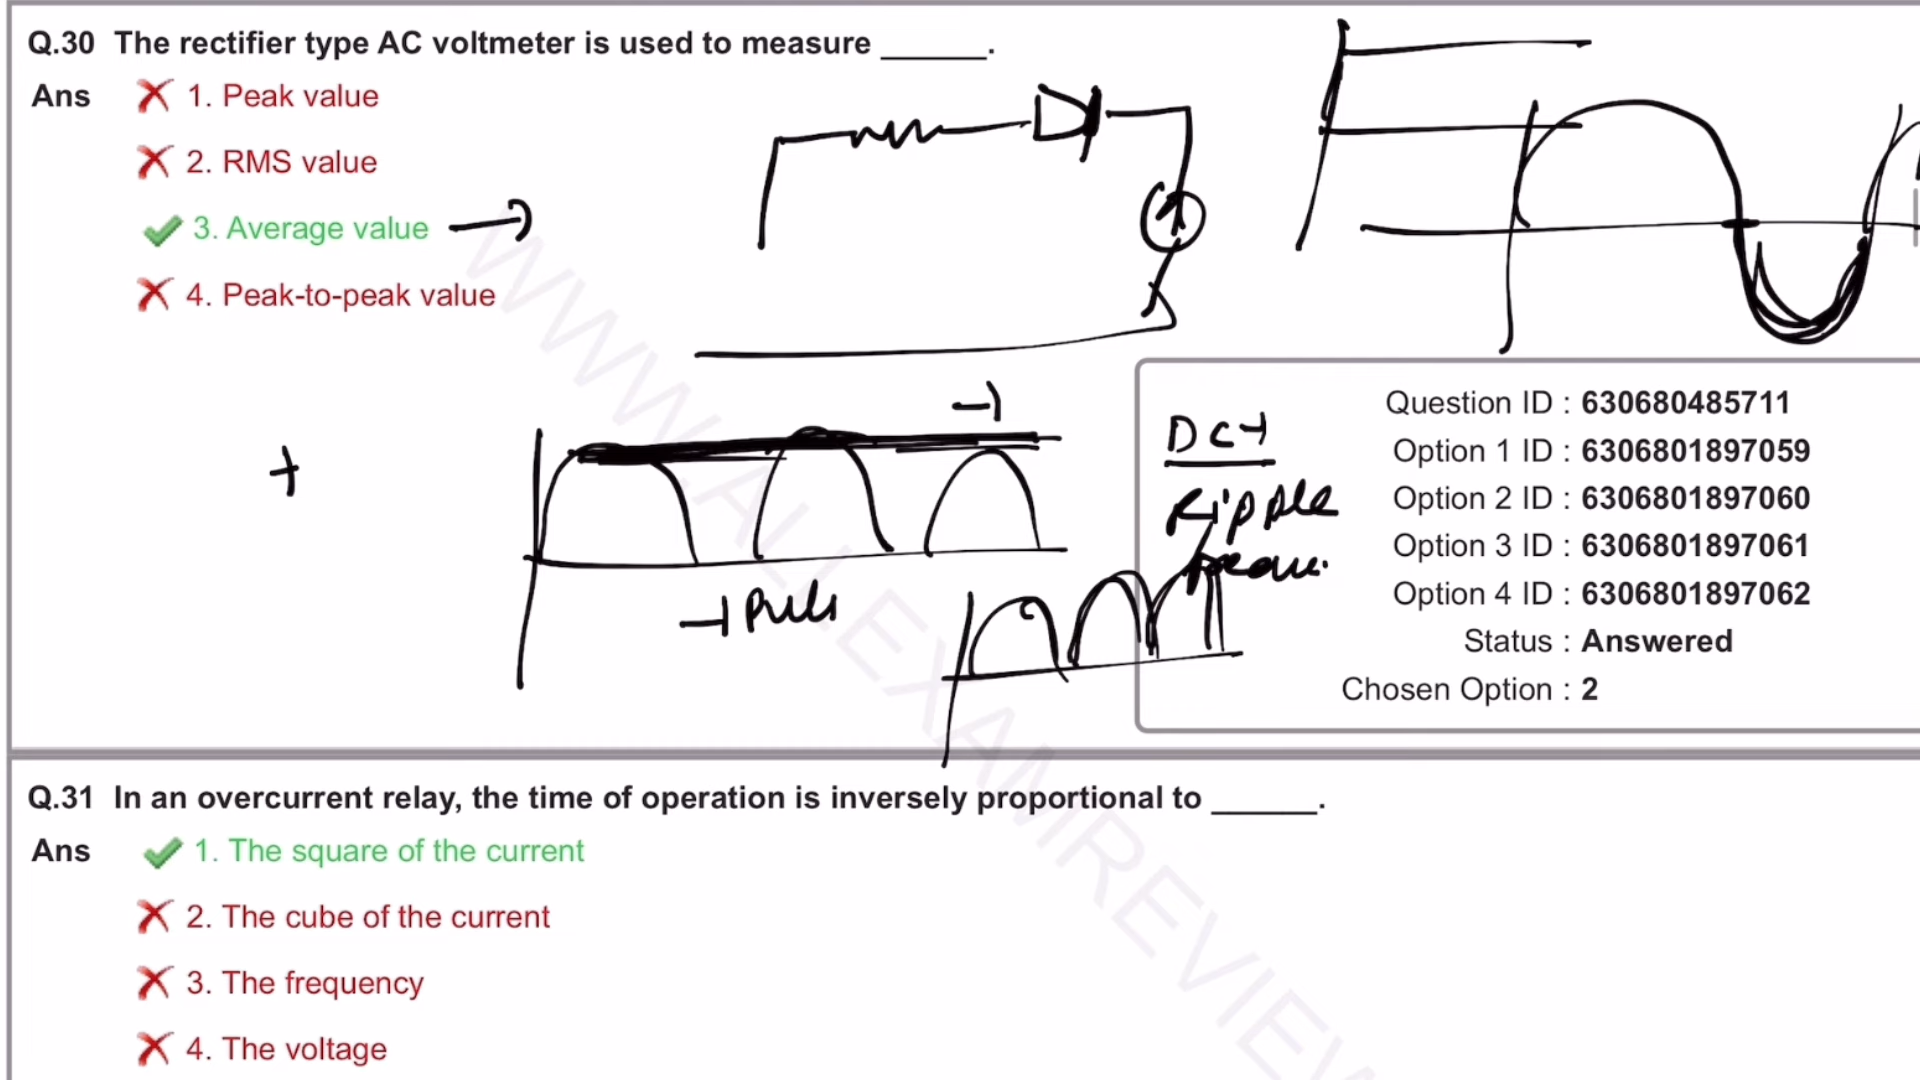 Q.30 The rectifier type AC voltmeter is used to measure ______.
Ans 1. Peak value
2. RMS value
3. Average value
4. Peak-to-peak value
+
DC
Ripple
Puls
Question ID : 630680485711
Option 1 ID : 6306801897059
Option 2 ID : 6306801897060
Option 3 ID : 6306801897061
Option 4 ID : 6306801897062
Status : Answered
Chosen Option : 2
WWW.ALLEXAMREVIEW
Q.31 In an overcurrent relay, the time of operation is inversely proportional to ______.
Ans 1. The square of the current
2. The cube of the current
3. The frequency
4. The voltage